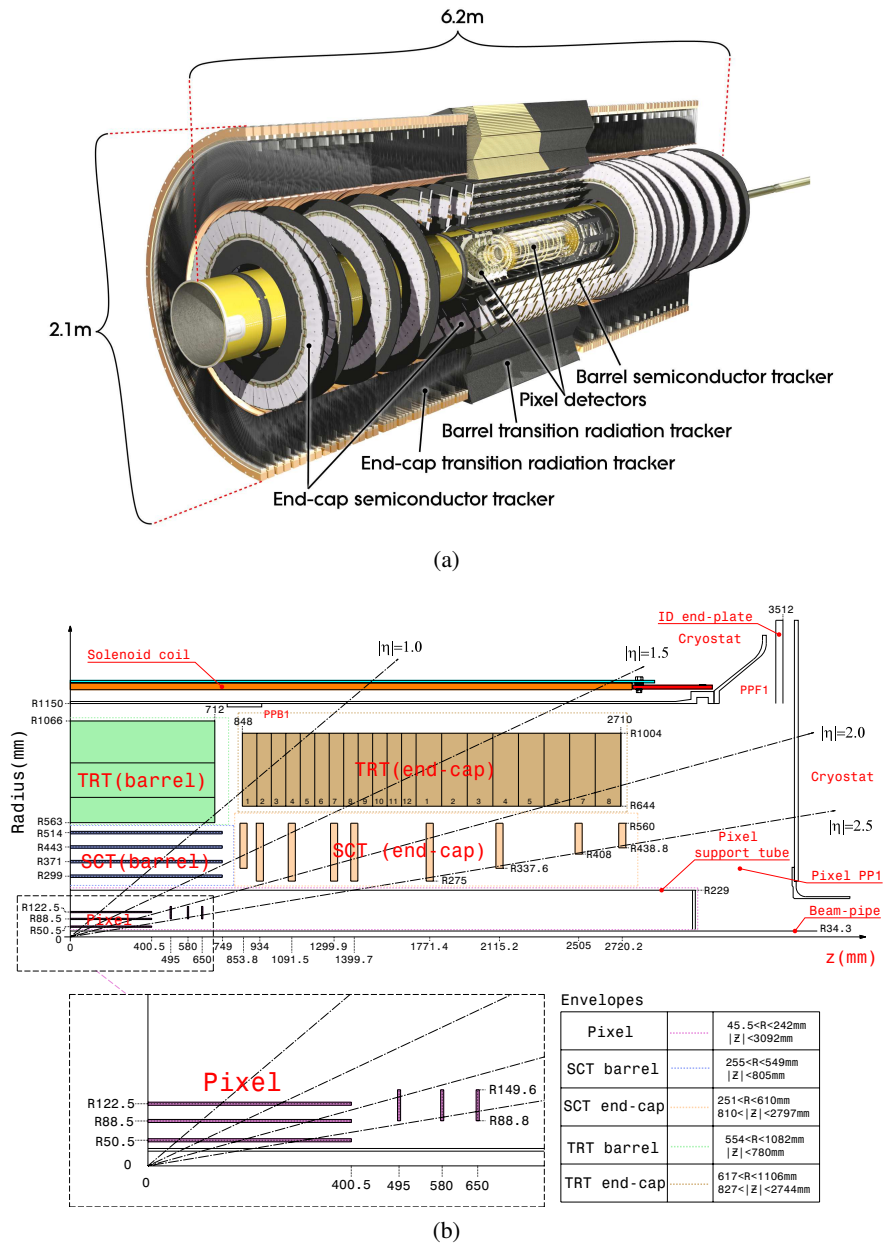 6.2m
2.1m
Barrel semiconductor tracker
Pixel detectors
Barrel transition radiation tracker
End-cap transition radiation tracker
End-cap semiconductor tracker
(a)
ID end-plate
3512
Cryostat
|η|=1.0
|η|=1.5
Solenoid coil
PPF1
R1150
712
PPB1
R1066
848
2710
R1004
|η|=2.0
TRT(barrel)
TRT(end-cap)
Cryostat
Radius(mm)
1 2 3 4 5 6 7 8 9 10 11 12 1 2 3 4 5 6 7 8
R644
R563
R560
|η|=2.5
R514
R443
R438.8
Pixel
support tube
SCT(barrel)
SCT (end-cap)
R408
R371
R337.6
R299
R275
Pixel PP1
R229
R122.5
Pixel
R88.5
R50.5
Beam-pipe
R34.3
0
0
400.5 580 749 934 1299.9 1771.4 2115.2 2505 2720.2
z(mm)
495 650 853.8 1091.5 1399.7
Envelopes
Pixel
45.5<R<242mm
|Z|<3092mm
SCT barrel
255<R<549mm
|Z|<805mm
SCT end-cap
251<R<610mm
810<|Z|<2797mm
TRT barrel
554<R<1082mm
|Z|<780mm
TRT end-cap
617<R<1106mm
827<|Z|<2744mm
Pixel
R122.5
R149.6
R88.5
R88.8
R50.5
0
0
400.5 495 580 650
(b)